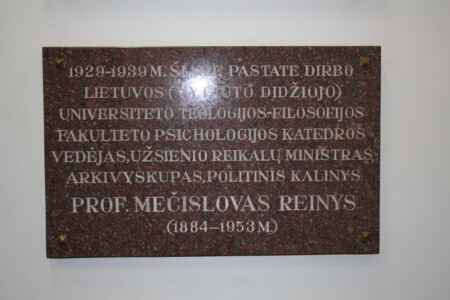 1929-1939 M. PASTATE DIRBO
LIETUVOS DIDŽIOJO)
UNIVERSITETO TEOLOGIJOS-FILOSOFIJOS
FAKULTETO PSICHOLOGIJOS KATEDROS
VEDĖJAS, UŽSIENIO REIKALŲ MINISTRAS,
ARKIVYSKUPAS, POLITINIS KALINYS
PROF. MEČISLOVAS REINYS
(1884-1953 M.)